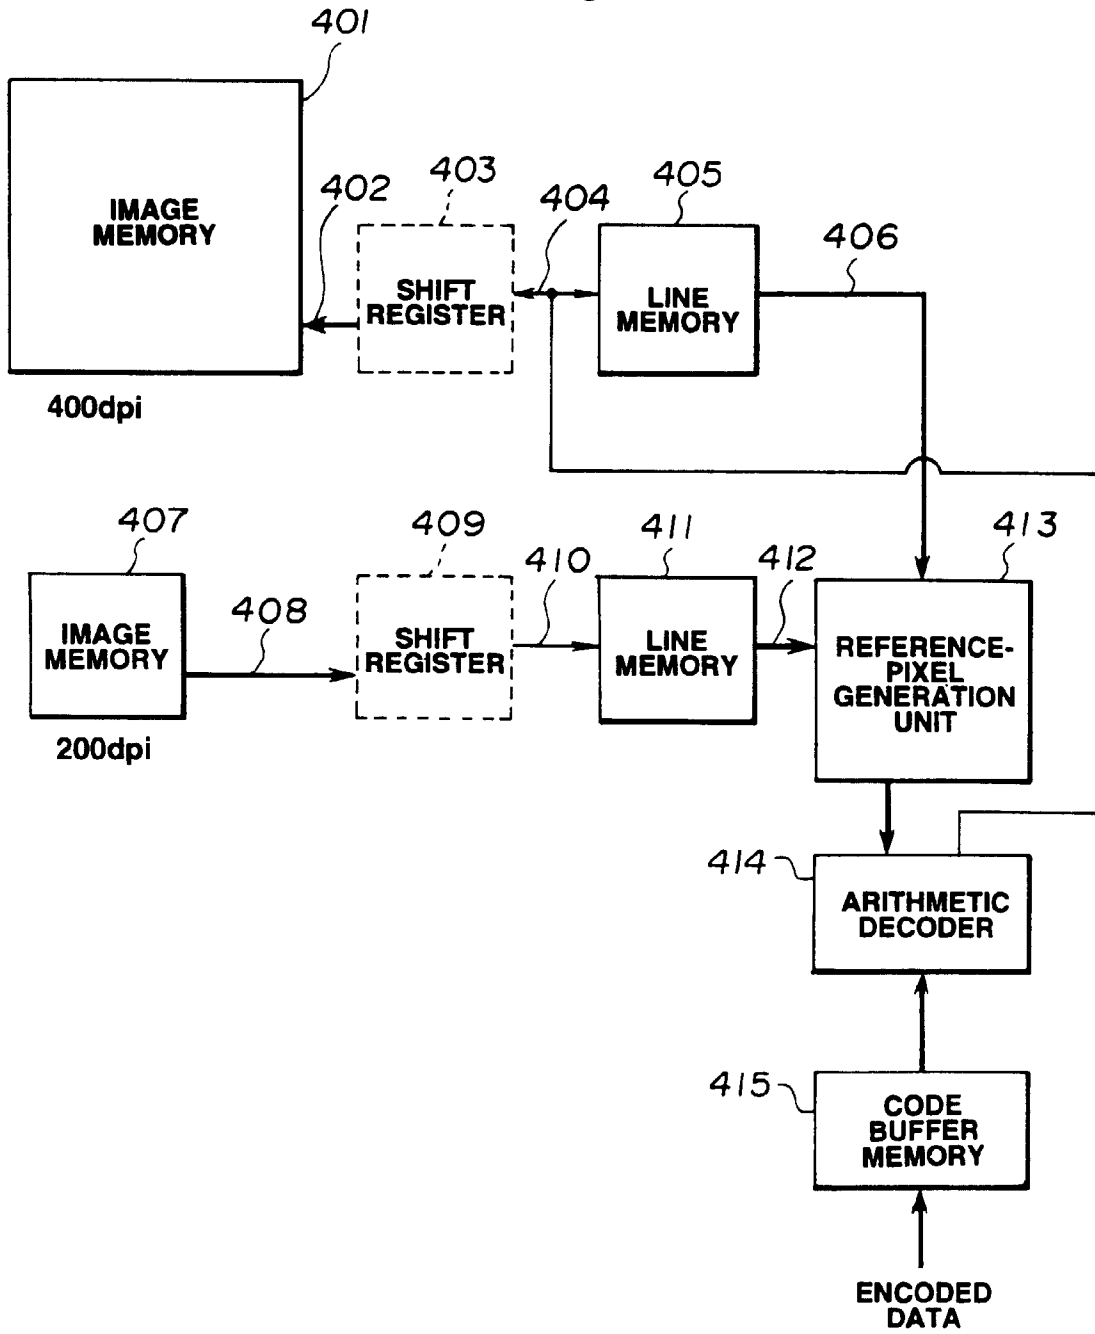 401
IMAGE
MEMORY
402
403
SHIFT
REGISTER
404
405
LINE
MEMORY
406
400dpi
407
IMAGE
MEMORY
408
200dpi
409
SHIFT
REGISTER
410
411
LINE
MEMORY
412
413
REFERENCE-
PIXEL
GENERATION
UNIT
414
ARITHMETIC
DECODER
415
CODE
BUFFER
MEMORY
ENCODED
DATA